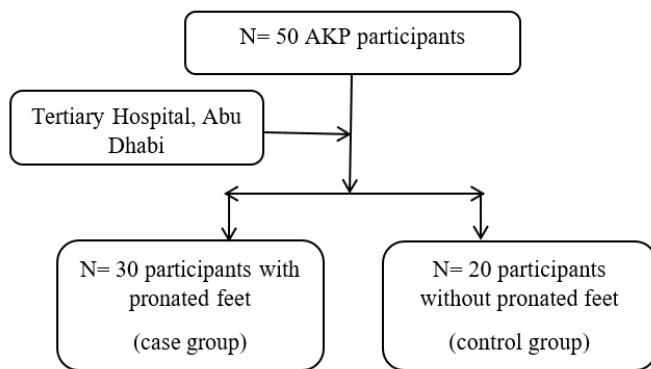 N= 50 AKP participants
Tertiary Hospital, Abu
Dhabi
N= 30 participants with
pronated feet
(case group)
N= 20 participants
without pronated feet
(control group)